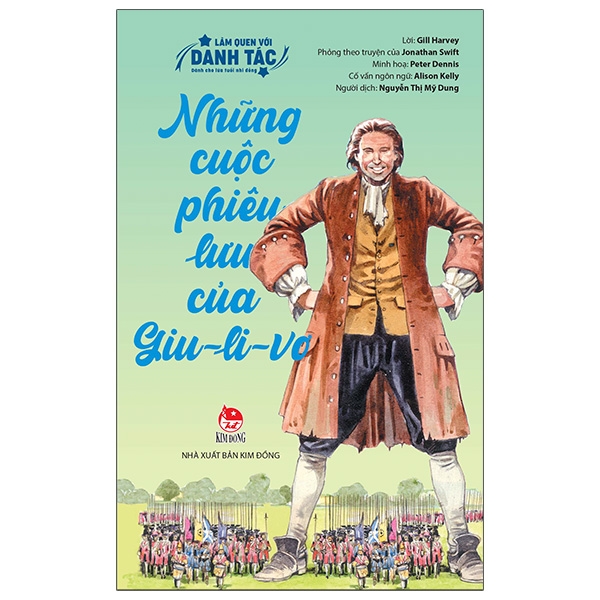 LÀM QUEN VỚI
DANH TÁC
Dành cho lứa tuổi nhi đồng
Lời: Gill Harvey
Phỏng theo truyện của Jonathan Swift
Minh hoạ: Peter Dennis
Cố vấn ngôn ngữ: Alison Kelly
Người dịch: Nguyễn Thị Mỹ Dung
Những
cuộc
phiêu
lưu
của
Giu-li-vơ
KIM ĐỒNG
NHÀ XUẤT BẢN KIM ĐỒNG